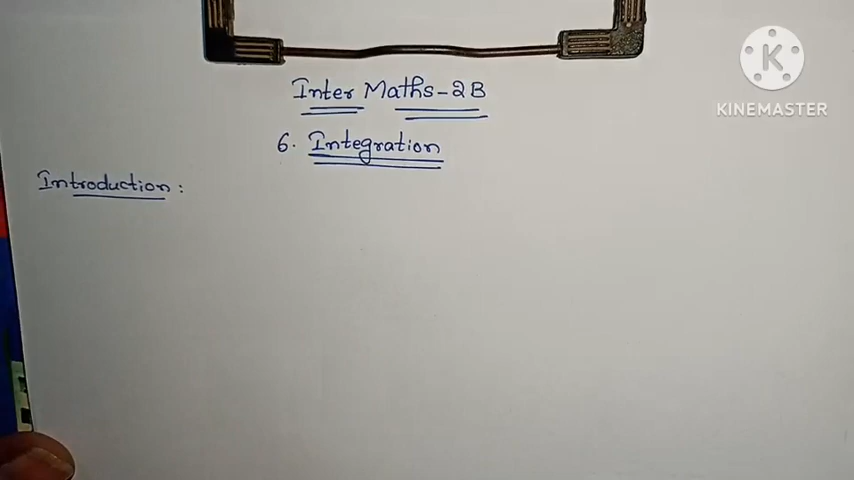 K
KINEMASTER
Inter Maths-2B
6. Integration
Introduction: